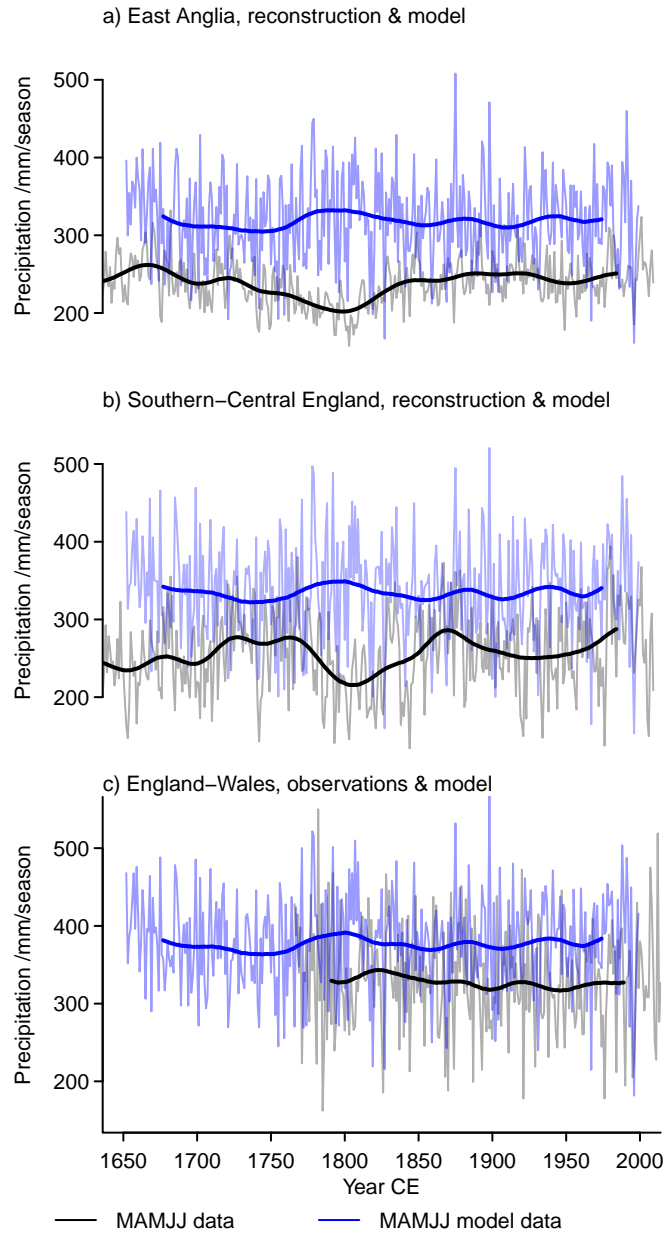 a) East Anglia, reconstruction & model
Precipitation /mm/season
500
400
300
200
b) Southern−Central England, reconstruction & model
Precipitation /mm/season
500
400
300
200
c) England−Wales, observations & model
Precipitation /mm/season
500
400
300
200
1650 1700 1750 1800 1850 1900 1950 2000
Year CE
MAMJJ data MAMJJ model data